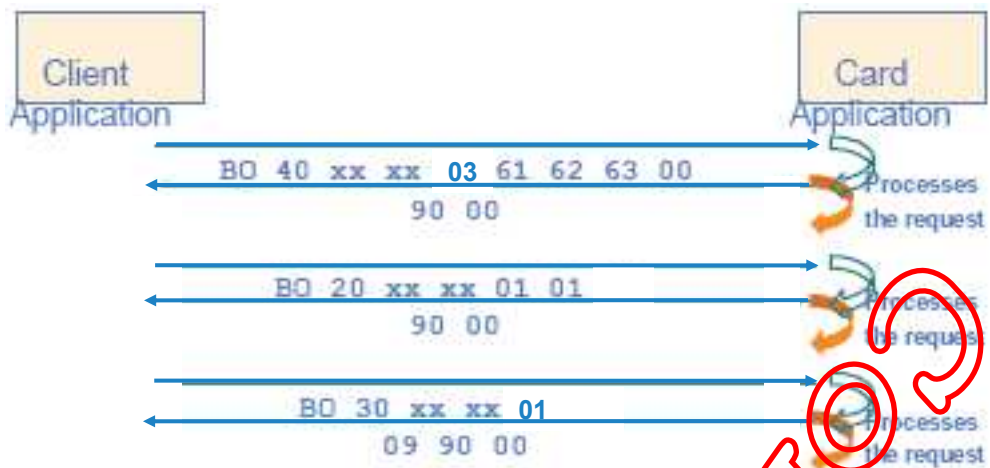 Client
Application
Card
Application
BO 40 xx xx 03 61 62 63 00
90 00
Processes
the request
BO 20 xx xx 01 01
90 00
Processes
the request
BO 30 xx xx 01
09 90 00
Processes
the request